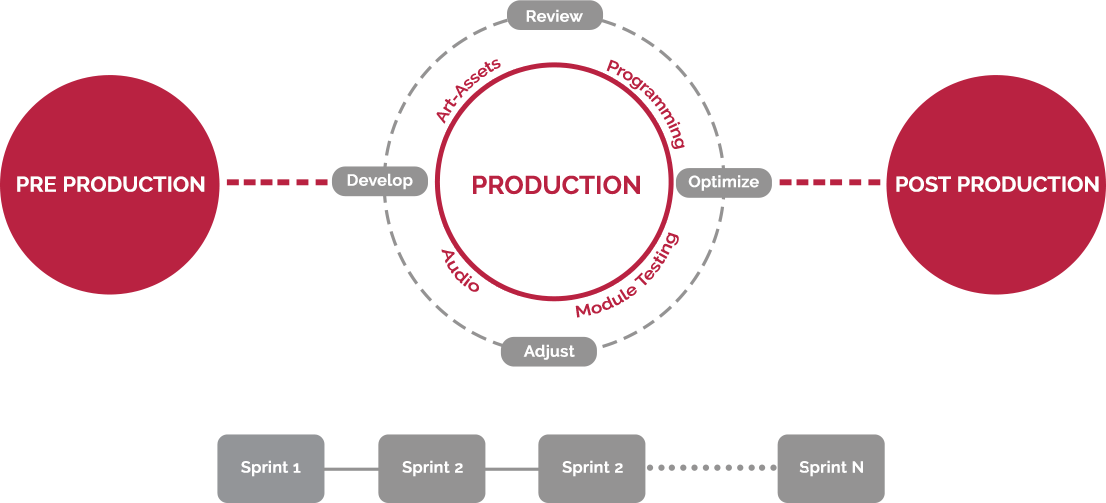 Review
Art-Assets
Programming
PRE PRODUCTION
Develop
PRODUCTION
Optimize
POST PRODUCTION
Audio
Module Testing
Adjust
Sprint 1
Sprint 2
Sprint 2
Sprint N